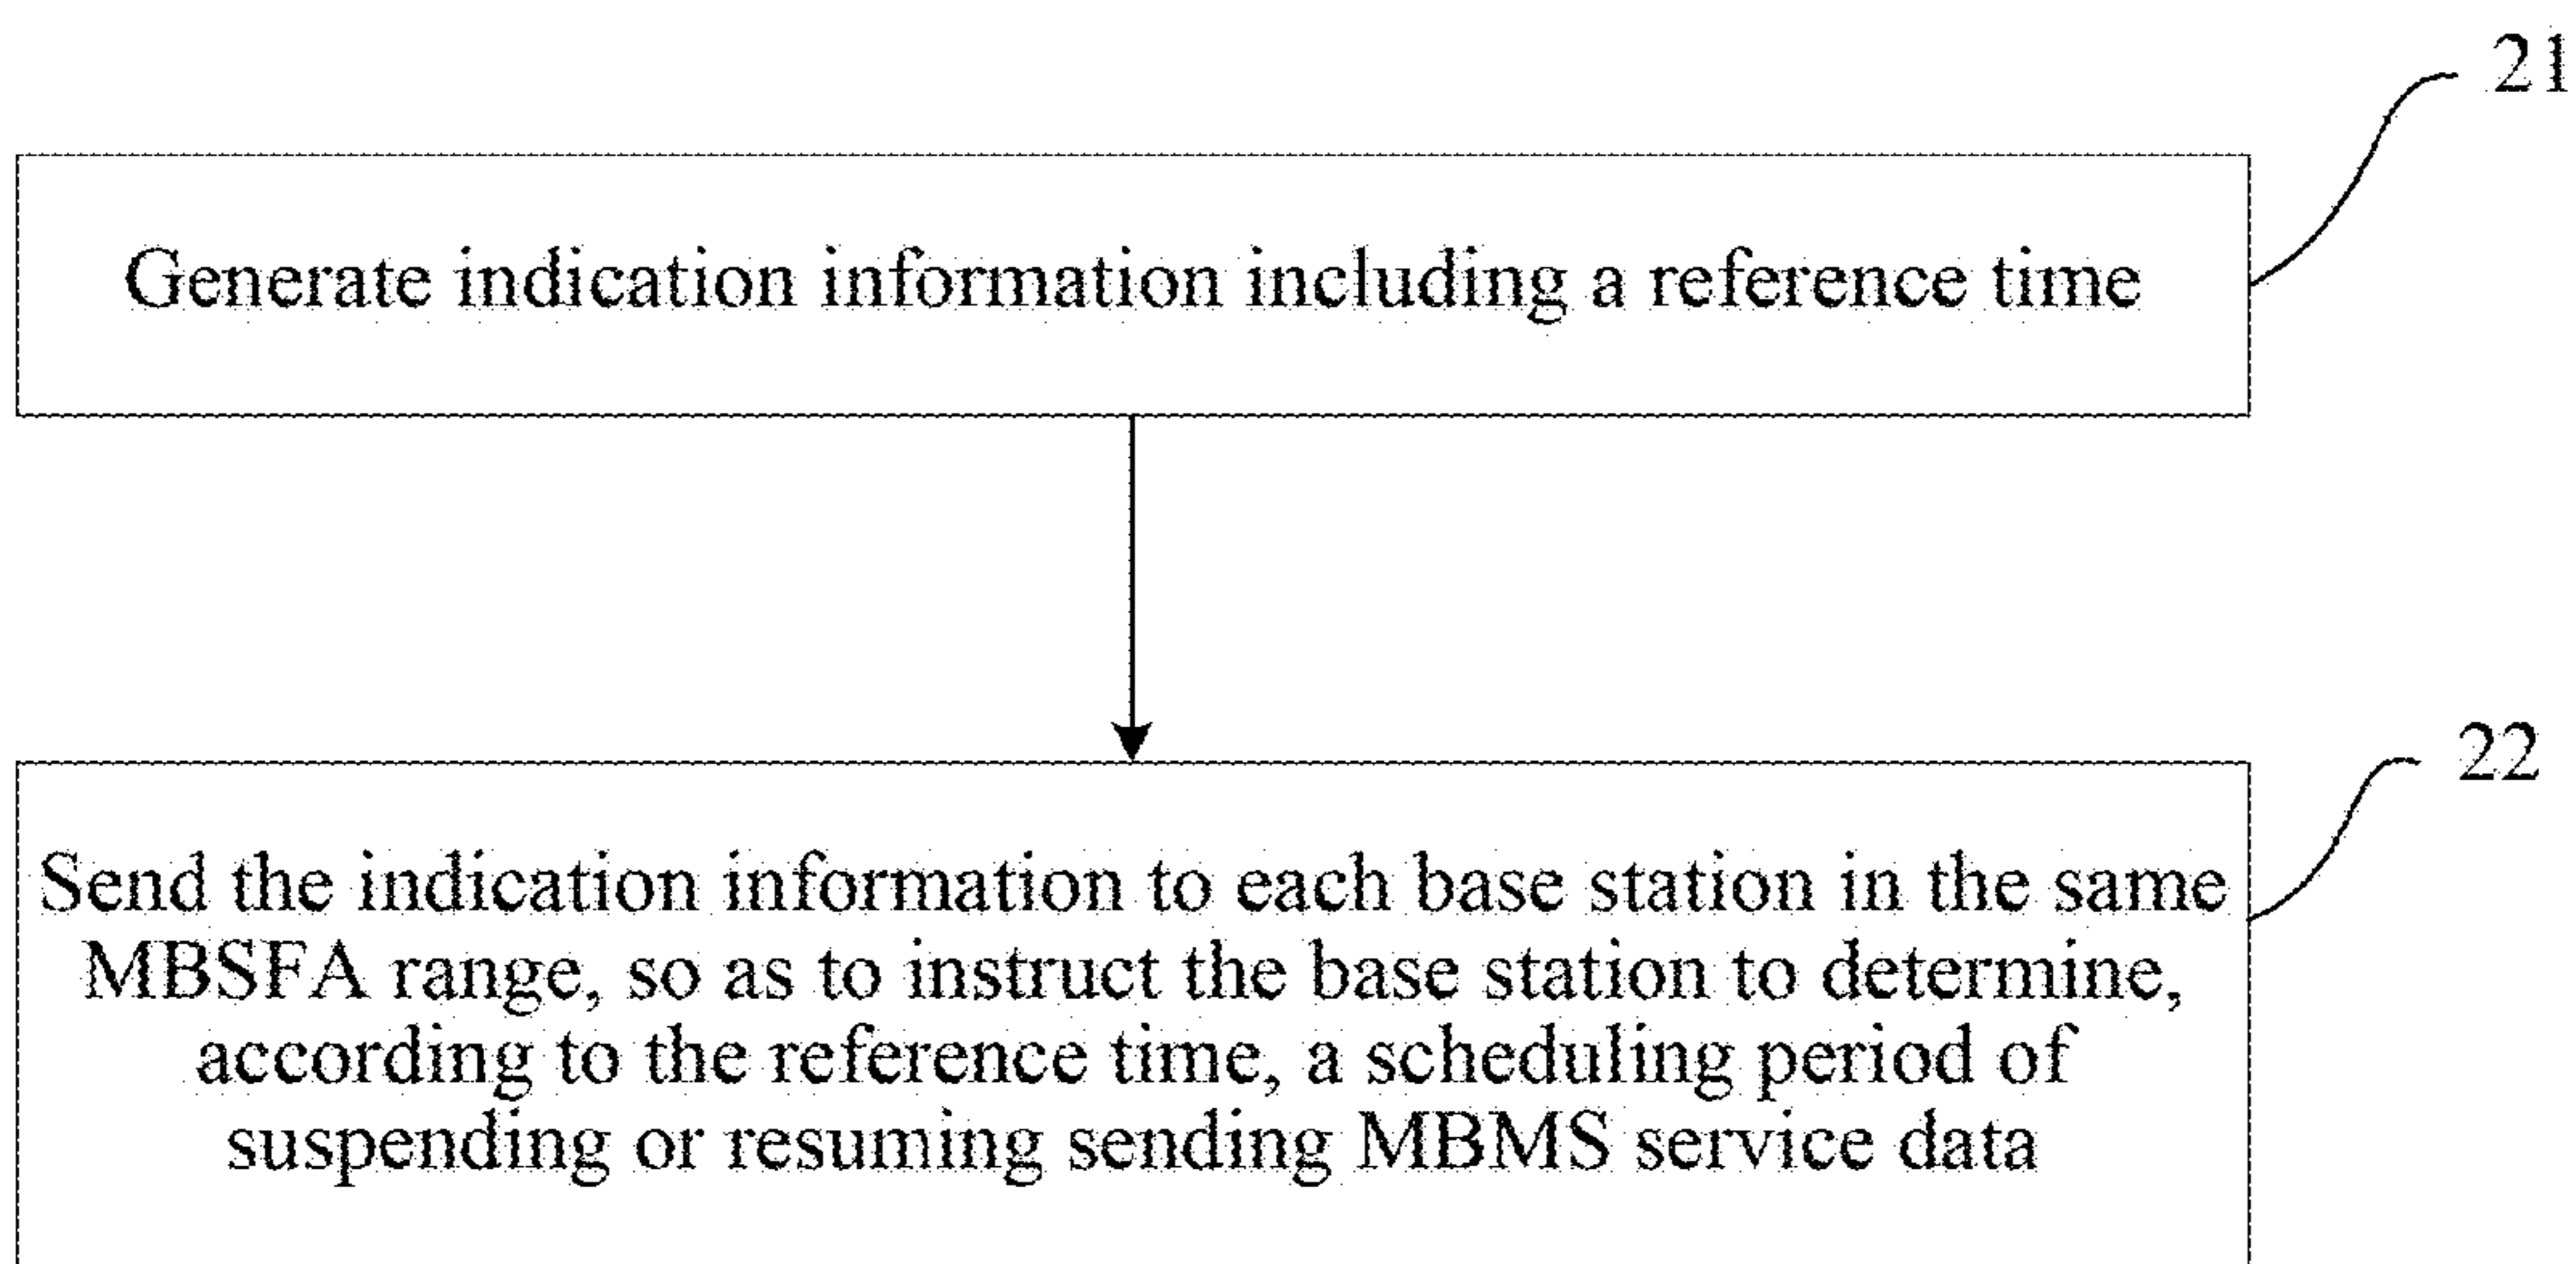 21
Generate indication information including a reference time
22
Send the indication information to each base station in the same
MBSFA range, so as to instruct the base station to determine,
according to the reference time, a scheduling period of
suspending or resuming sending MBMS service data